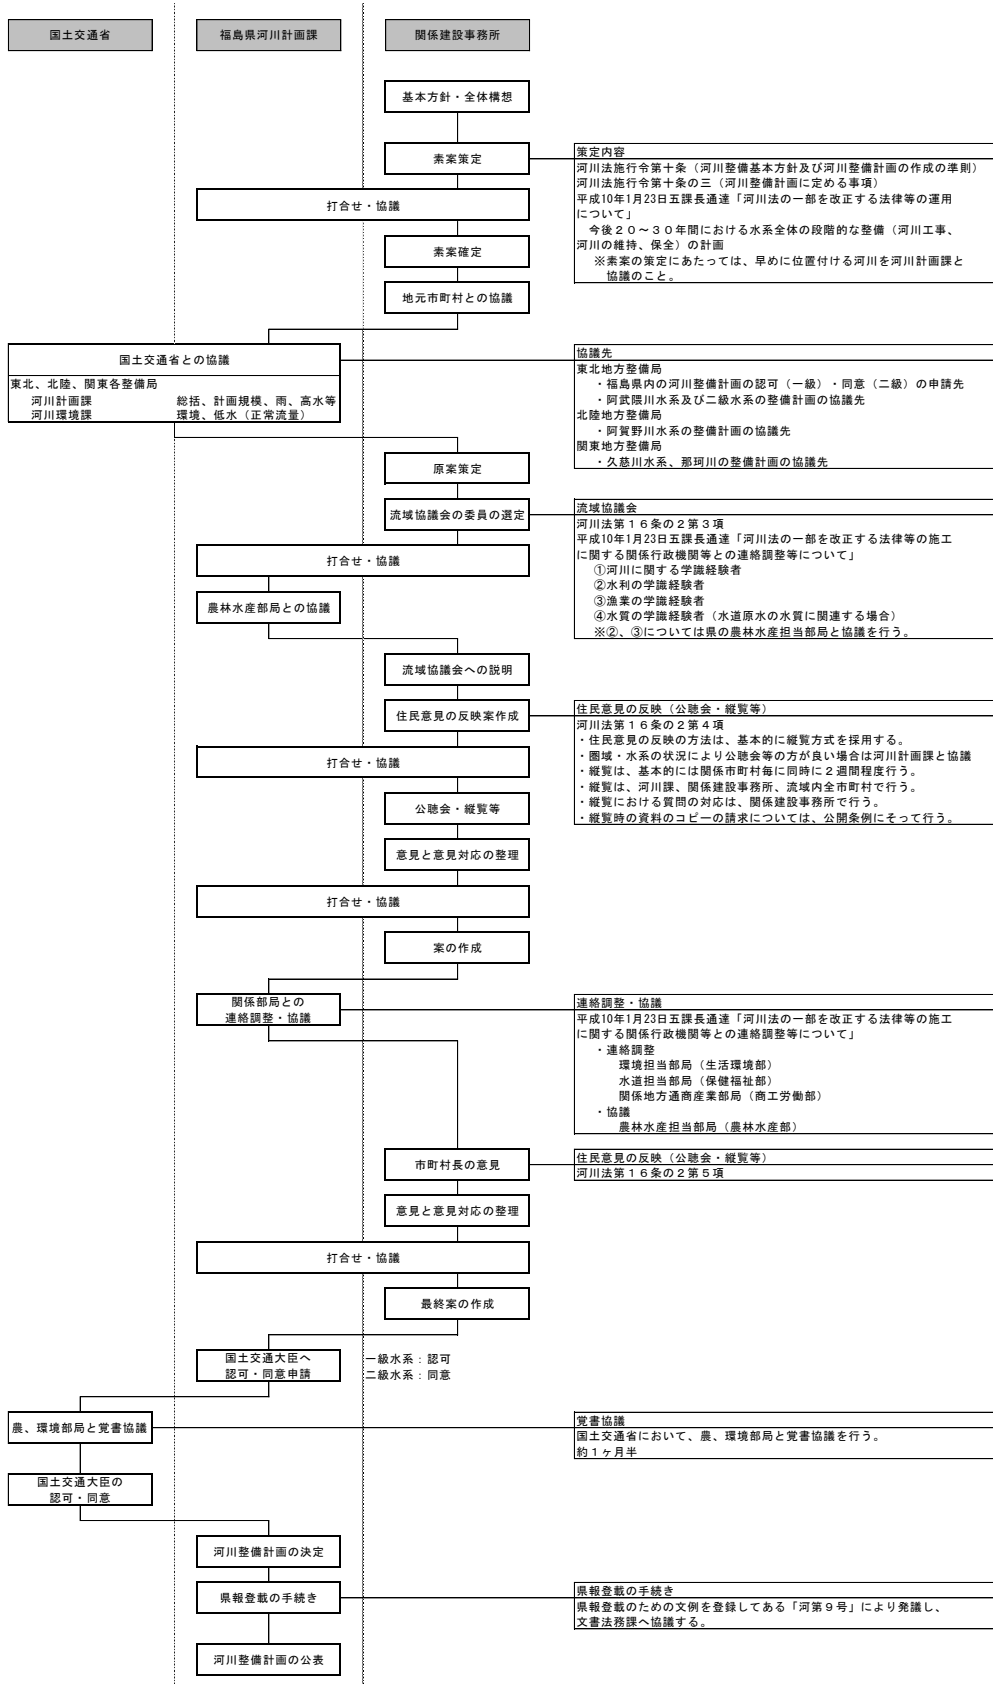 国土交通省
福島県河川計画課
関係建設事務所
基本方針・全体構想
素案策定
策定内容
河川法施行令第十条（河川整備基本方針及び河川整備計画の作成の準則）
河川法施行令第十条の三（河川整備計画に定める事項）
平成10年1月23日五課長通達「河川法の一部を改正する法律等の運用
について」
今後２０～３０年間における水系全体の段階的な整備（河川工事、
河川の維持、保全）の計画
※素案の策定にあたっては、早めに位置付ける河川を河川計画課と
協議のこと。
打合せ・協議
素案確定
地元市町村との協議
国土交通省との協議
東北、北陸、関東各整備局
河川計画課 総括、計画規模、雨、高水等
河川環境課 環境、低水（正常流量）
協議先
東北地方整備局
・福島県内の河川整備計画の認可（一級）・同意（二級）の申請先
・阿武隈川水系及び二級水系の整備計画の協議先
北陸地方整備局
・阿賀野川水系の整備計画の協議先
関東地方整備局
・久慈川水系、那珂川の整備計画の協議先
原案策定
流域協議会の委員の選定
流域協議会
河川法第１６条の２第３項
平成10年1月23日五課長通達「河川法の一部を改正する法律等の施工
に関する関係行政機関等との連絡調整等について」
①河川に関する学識経験者
②水利の学識経験者
③漁業の学識経験者
④水質の学識経験者（水道原水の水質に関連する場合）
※②、③については県の農林水産担当部局と協議を行う。
打合せ・協議
農林水産部局との協議
流域協議会への説明
住民意見の反映案作成
住民意見の反映（公聴会・縦覧等）
河川法第１６条の２第４項
・住民意見の反映の方法は、基本的に縦覧方式を採用する。
・圏域・水系の状況により公聴会等の方が良い場合は河川計画課と協議
・縦覧は、基本的には関係市町村毎に同時に２週間程度行う。
・縦覧は、河川課、関係建設事務所、流域内全市町村で行う。
・縦覧における質問の対応は、関係建設事務所で行う。
・縦覧時の資料のコピーの請求については、公開条例にそって行う。
打合せ・協議
公聴会・縦覧等
意見と意見対応の整理
打合せ・協議
案の作成
関係部局との
連絡調整・協議
連絡調整・協議
平成10年1月23日五課長通達「河川法の一部を改正する法律等の施工
に関する関係行政機関等との連絡調整等について」
・連絡調整
環境担当部局（生活環境部）
水道担当部局（保健福祉部）
関係地方通商産業部局（商工労働部）
・協議
農林水産担当部局（農林水産部）
市町村長の意見
住民意見の反映（公聴会・縦覧等）
河川法第１６条の２第５項
意見と意見対応の整理
打合せ・協議
最終案の作成
国土交通大臣へ
認可・同意申請
一級水系：認可
二級水系：同意
農、環境部局と覚書協議
覚書協議
国土交通省において、農、環境部局と覚書協議を行う。
約１ヶ月半
国土交通大臣の
認可・同意
河川整備計画の決定
県報登載の手続き
県報登載の手続き
県報登載のための文例を登録してある「河第９号」により発議し、
文書法務課へ協議する。
河川整備計画の公表